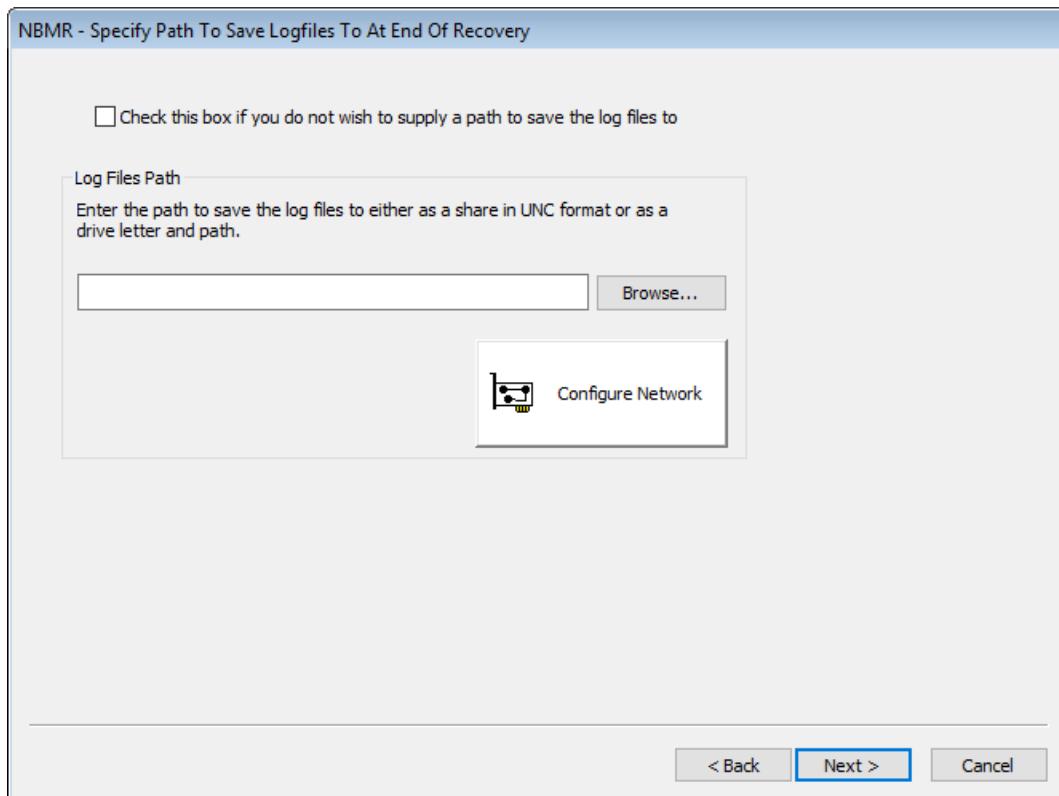 NBMR - Specify Path To Save Logfiles To At End Of Recovery
Check this box if you do not wish to supply a path to save the log files to
Log Files Path
Enter the path to save the log files to either as a share in UNC format or as a
drive letter and path.
Browse...
Configure Network
< Back
Next >
Cancel